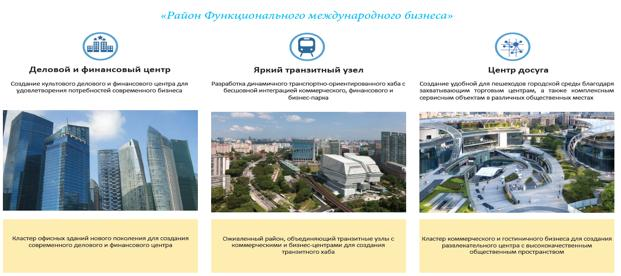 «Район Функционального международного бизнеса»
Деловой и финансовый центр
Создание культового делового и финансового центра для
удовлетворения потребностей современного бизнеса
Яркий транзитный узел
Разработка динамичного транспортно-ориентированного хаба с
бесшовной интеграцией коммерческого, финансового и
бизнес-парка
Центр досуга
Создание удобной для пешеходов городской среды благодаря
захватывающим торговым центрам, а также комплексным
сервисным объектам в различных общественных местах
Кластер офисных зданий нового поколения для создания
современного делового и финансового центра
Оживленный район, объединяющий транзитные узлы с
коммерческими и бизнес-центрами для создания
транзитного хаба
Кластер коммерческого и гостиничного бизнеса для создания
развлекательного центра с высококачественным
общественным пространством